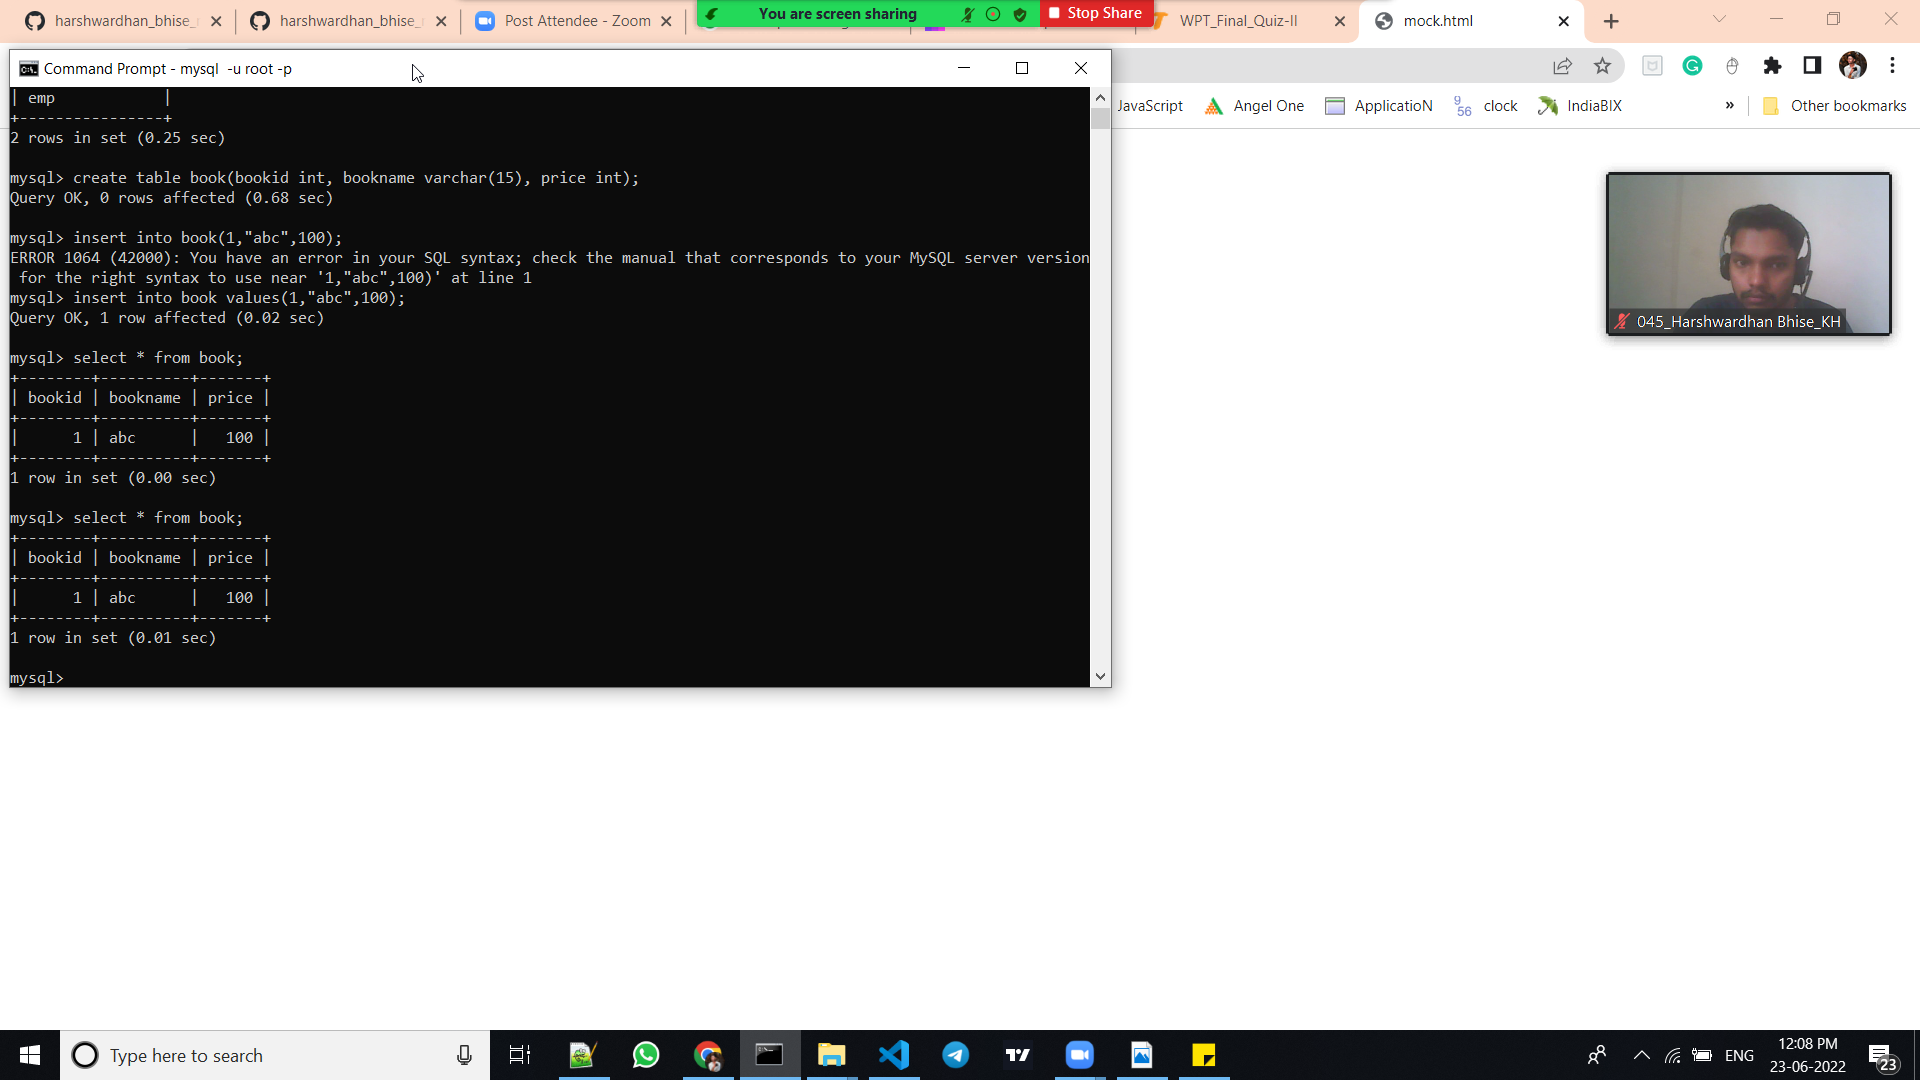 harshwardhan_bhise_
harshwardhan_bhise_
Post Attendee - Zoom
You are screen sharing
Stop Share
WPT_Final_Quiz-II
mock.html
Command Prompt - mysql  -u root -p
JavaScript
Angel One
ApplicatioN
9
56
clock
IndiaBIX
»
Other bookmarks
| emp            |
+----------------+
2 rows in set (0.25 sec)
mysql> create table book(bookid int, bookname varchar(15), price int);
Query OK, 0 rows affected (0.68 sec)
mysql> insert into book(1,"abc",100);
ERROR 1064 (42000): You have an error in your SQL syntax; check the manual that corresponds to your MySQL server version
 for the right syntax to use near '1,"abc",100)' at line 1
mysql> insert into book values(1,"abc",100);
Query OK, 1 row affected (0.02 sec)
mysql> select * from book;
+--------+----------+-------+
| bookid | bookname | price |
+--------+----------+-------+
|      1 | abc      |   100 |
+--------+----------+-------+
1 row in set (0.00 sec)
mysql> select * from book;
+--------+----------+-------+
| bookid | bookname | price |
+--------+----------+-------+
|      1 | abc      |   100 |
+--------+----------+-------+
1 row in set (0.01 sec)
mysql>
045_Harshwardhan Bhise_KH
Type here to search
ENG
12:08 PM
23-06-2022
23